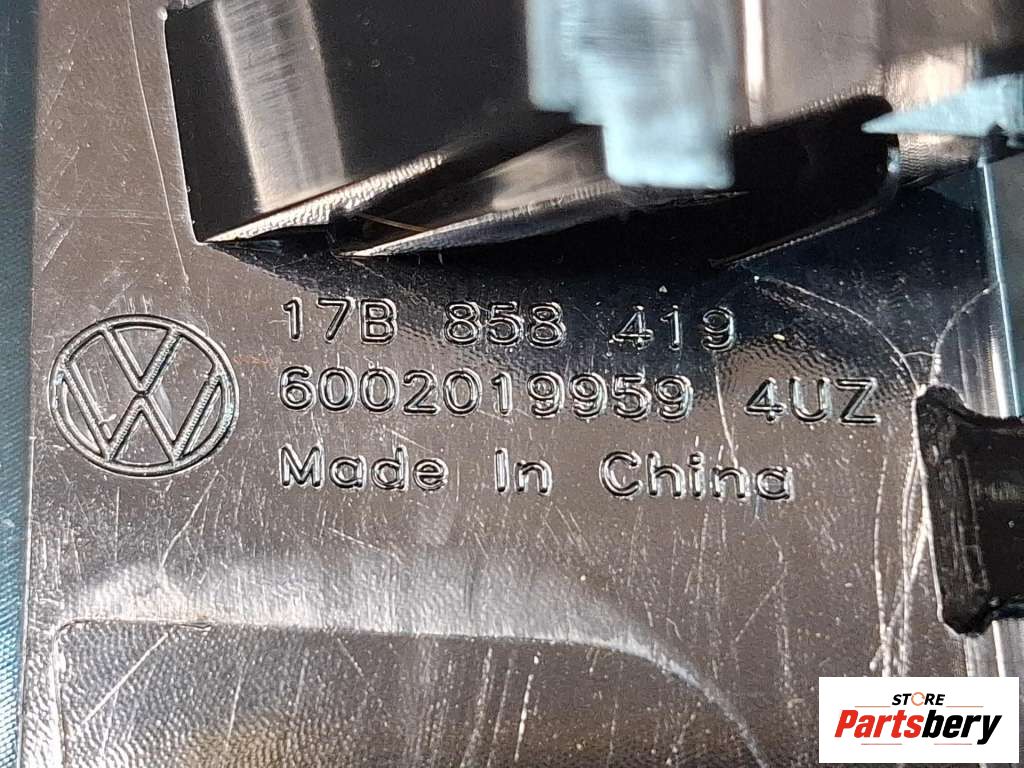 17B 858 419
6002019959 4UZ
Made In China
STORE
Partsbery